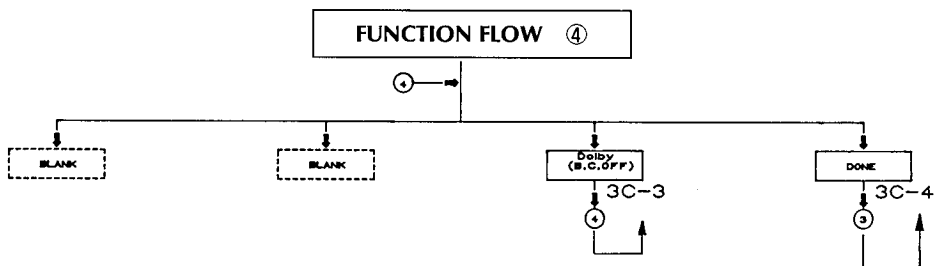 FUNCTION FLOW ④
4
BLANK
BLANK
Dolby
(B.C.OFF)
DONE
3C-3
3C-4
4
3